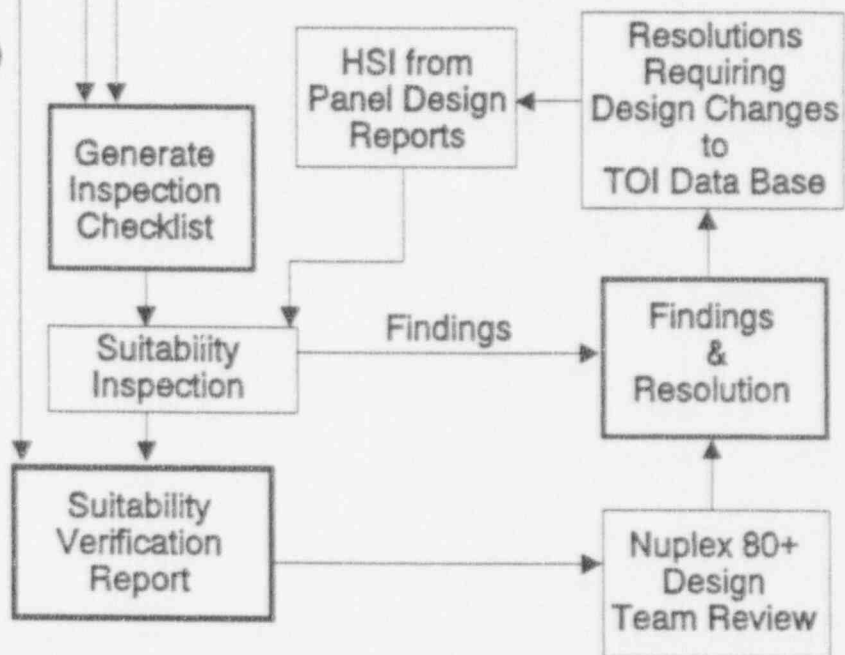 HSI from
Panel Design
Reports
Resolutions
Requiring
Design Changes
to
TOI Data Base
Generate
Inspection
Checklist
Suitability
Inspection
Findings
Findings
&
Resolution
Suitability
Verification
Report
Nuplex 80+
Design
Team Review